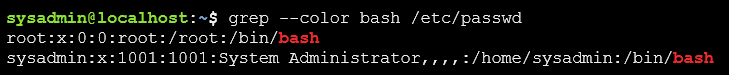 sysadmin@localhost:~$ grep --color bash /etc/passwd
root:x:0:0:root:/root:/bin/bash
sysadmin:x:1001:1001:System Administrator,,,,:/home/sysadmin:/bin/bash